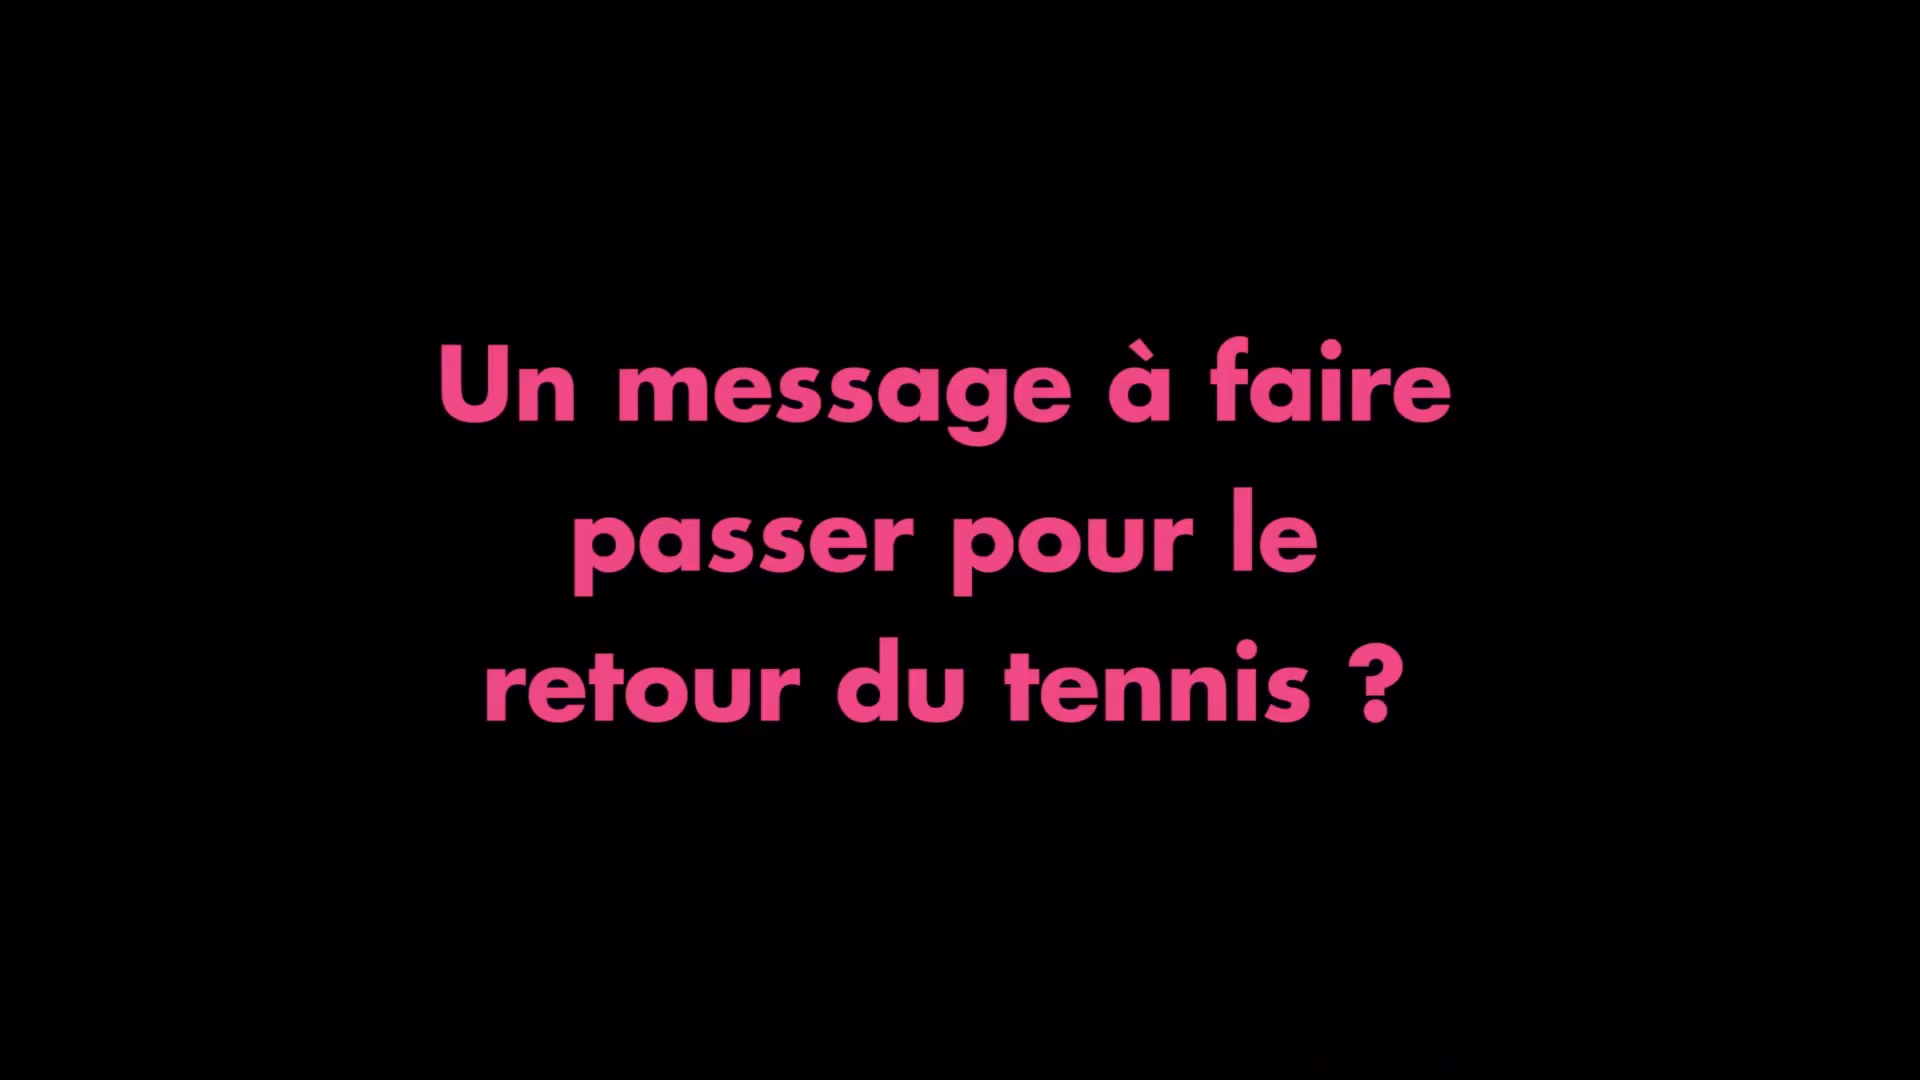 Un message à faire
passer pour le
retour du tennis ?